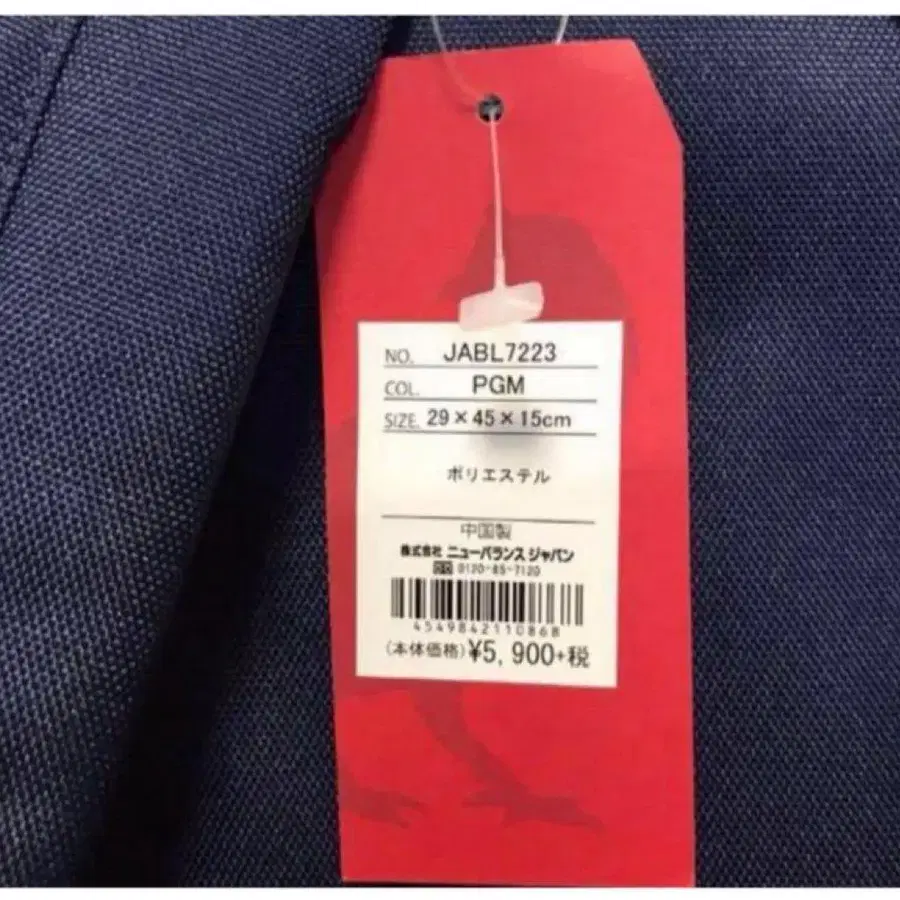 NO. JABL7223
COL. PGM
SIZE. 29×45×15cm
ポリエステル
中国製
株式会社 ニューバランス ジャパン
0120-85-7120
4549842110868
(本体価格)¥5,900+税